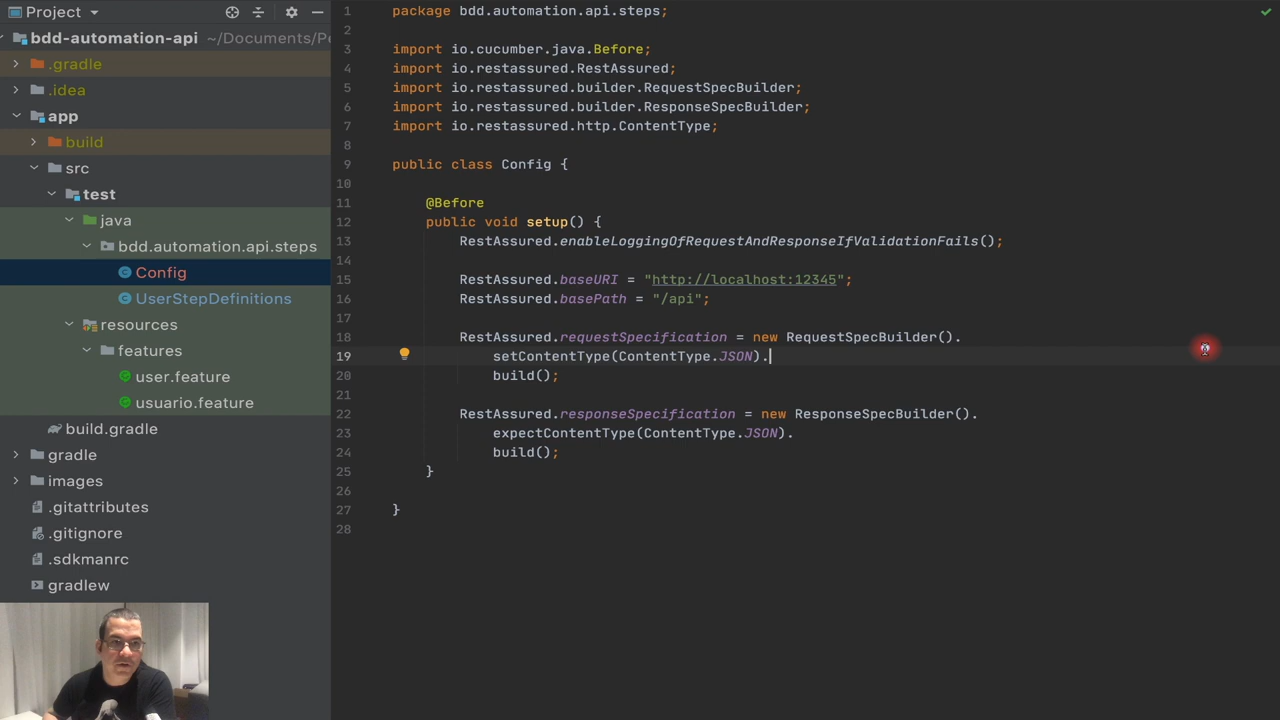 Project
bdd-automation-api ~/Documents/Pe
.gradle
.idea
app
build
src
test
java
bdd.automation.api.steps
Config
UserStepDefinitions
resources
features
user.feature
usuario.feature
build.gradle
gradle
images
.gitattributes
.gitignore
.sdkmanrc
gradlew
1 package bdd.automation.api.steps;
2
3 import io.cucumber.java.Before;
4 import io.restassured.RestAssured;
5 import io.restassured.builder.RequestSpecBuilder;
6 import io.restassured.builder.ResponseSpecBuilder;
7 import io.restassured.http.ContentType;
8
9 public class Config {
10
11 @Before
12 public void setup() {
13 RestAssured.enableLoggingOfRequestAndResponseIfValidationFails();
14
15 RestAssured.baseURI = "http://localhost:12345";
16 RestAssured.basePath = "/api";
17
18 RestAssured.requestSpecification = new RequestSpecBuilder().
19 setContentType(ContentType.JSON).
20 build();
21
22 RestAssured.responseSpecification = new ResponseSpecBuilder().
23 expectContentType(ContentType.JSON).
24 build();
25 }
26
27 }
28